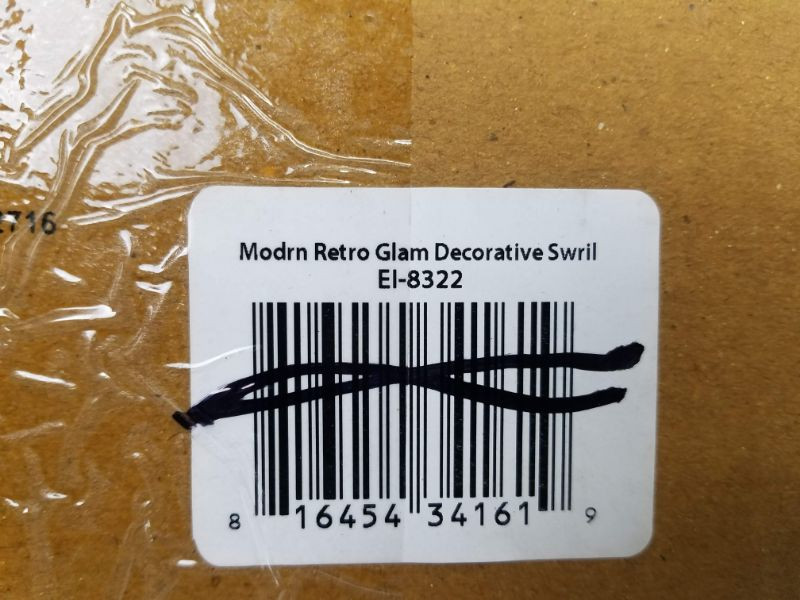 Modrn Retro Glam Decorative Swril
EI-8322
8 16454 34161 9